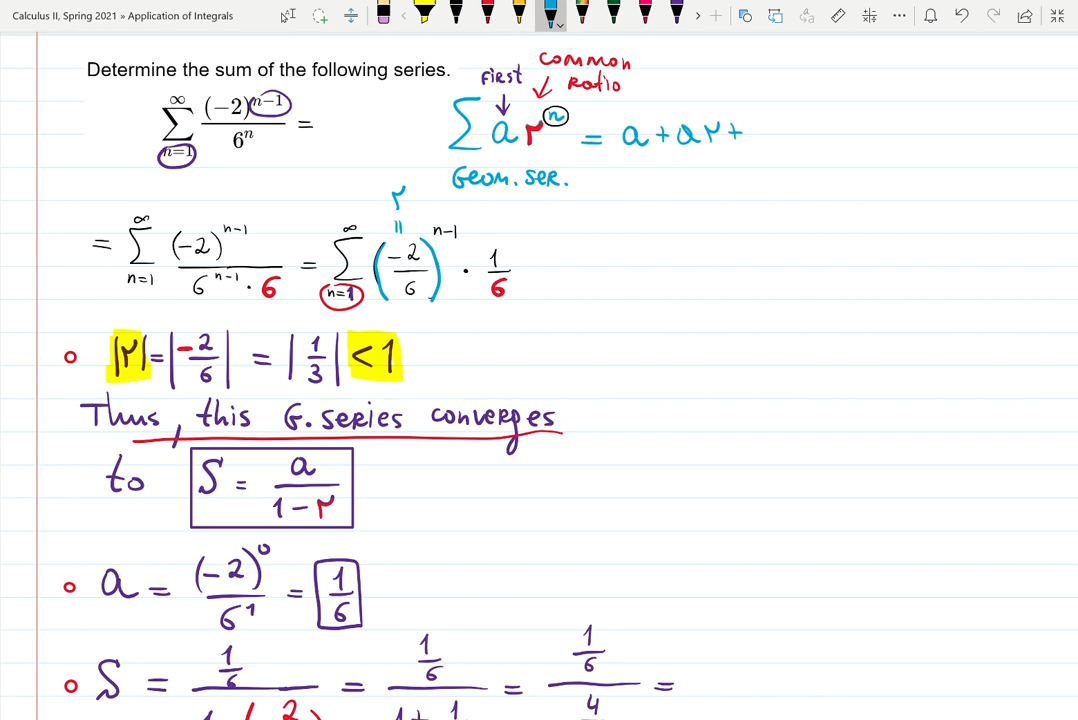 Calculus II, Spring 2021 » Application of Integrals
Determine the sum of the following series.
∞ ∑ n=1 (−2)^(n−1) / 6^n =
First
Common Ratio
∑ a r^n = a + ar +
Geom. Ser.
r
=
= ∞ ∑ n=1 (−2)^(n−1) / (6^(n−1) · 6) = ∞ ∑ n=1 (−2/6)^(n−1) · 1/6
|r| = |−2/6| = |1/3| < 1
Thus, this G. series converges
to S = a / (1 − r)
a = (−2)^0 / 6^1 = 1/6
S = 1/6 = 1/6 = 1/6 / 4 =